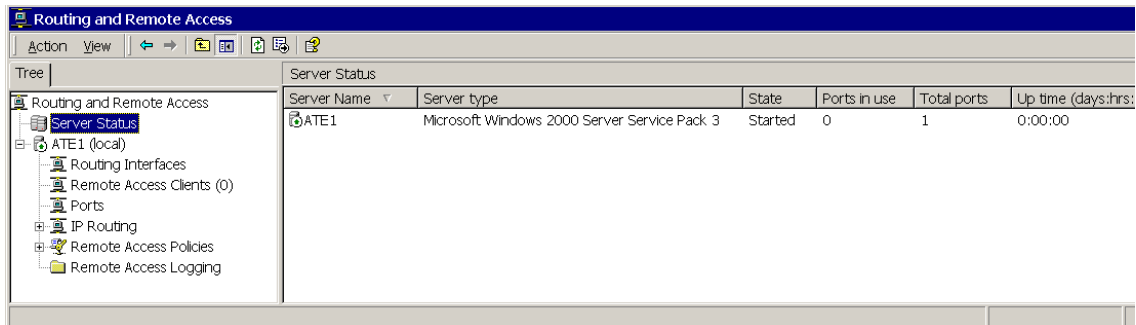 Routing and Remote Access
Action View
Tree
Server Status
Routing and Remote Access
Server Status
ATE1 (local)
Routing Interfaces
Remote Access Clients (0)
Ports
IP Routing
Remote Access Policies
Remote Access Logging
Server Name Server type State Ports in use Total ports Up time (days:hrs:
ATE1 Microsoft Windows 2000 Server Service Pack 3 Started 0 1 0:00:00